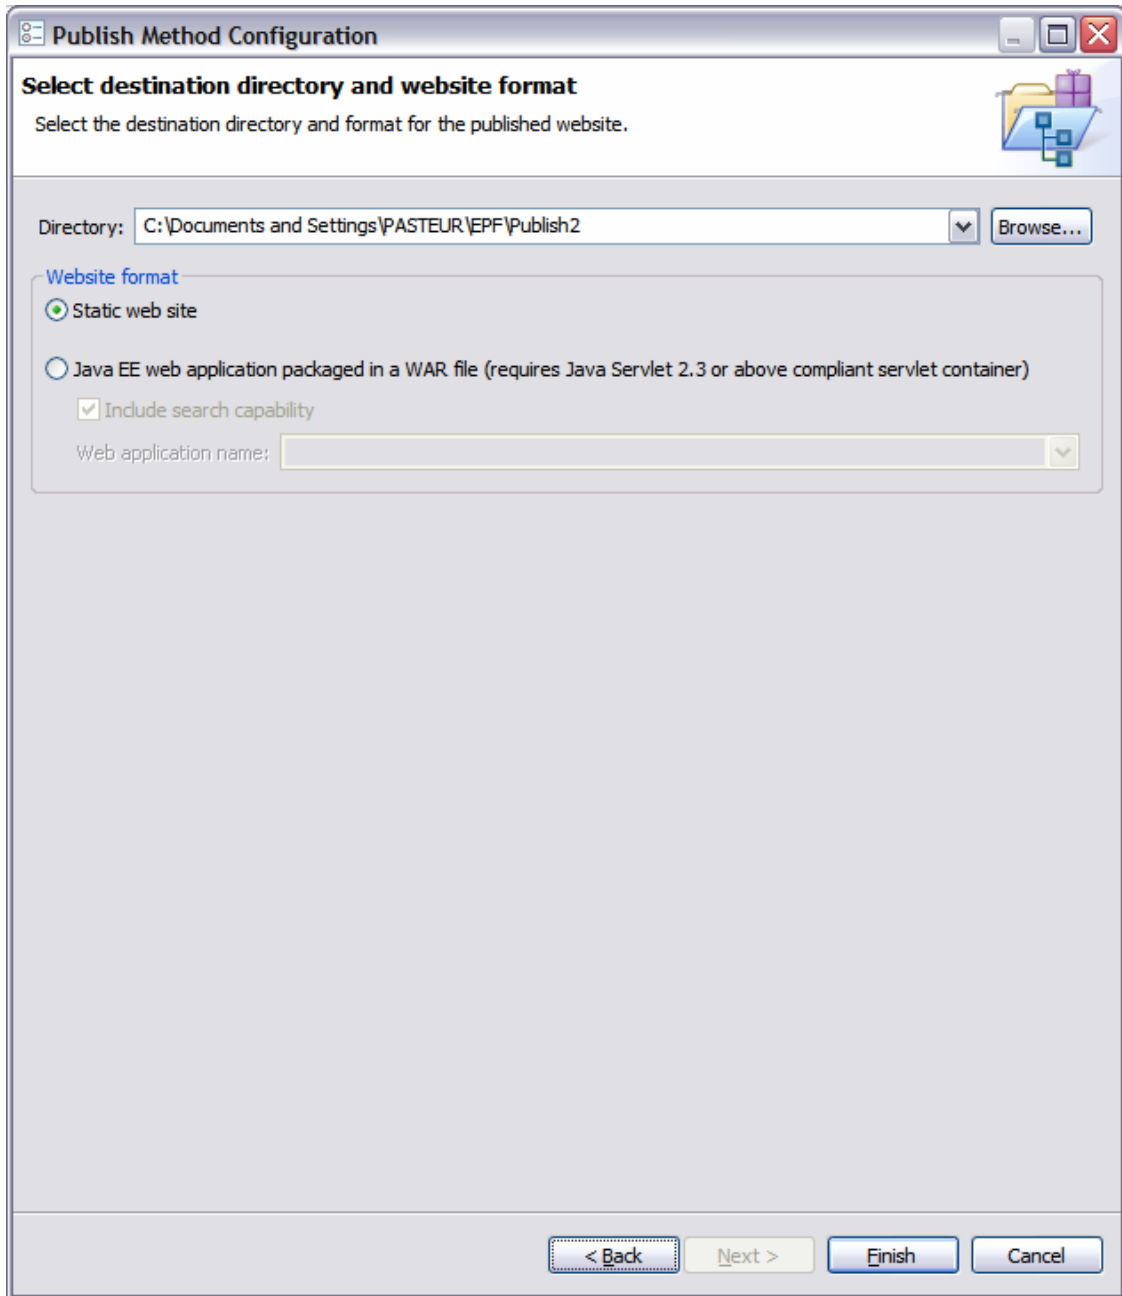 Publish Method Configuration
Select destination directory and website format
Select the destination directory and format for the published website.
Directory: C:\Documents and Settings\PASTEUR\EPF\Publish2 Browse...
Website format
Static web site
Java EE web application packaged in a WAR file (requires Java Servlet 2.3 or above compliant servlet container)
Include search capability
Web application name:
< Back Next > Finish Cancel